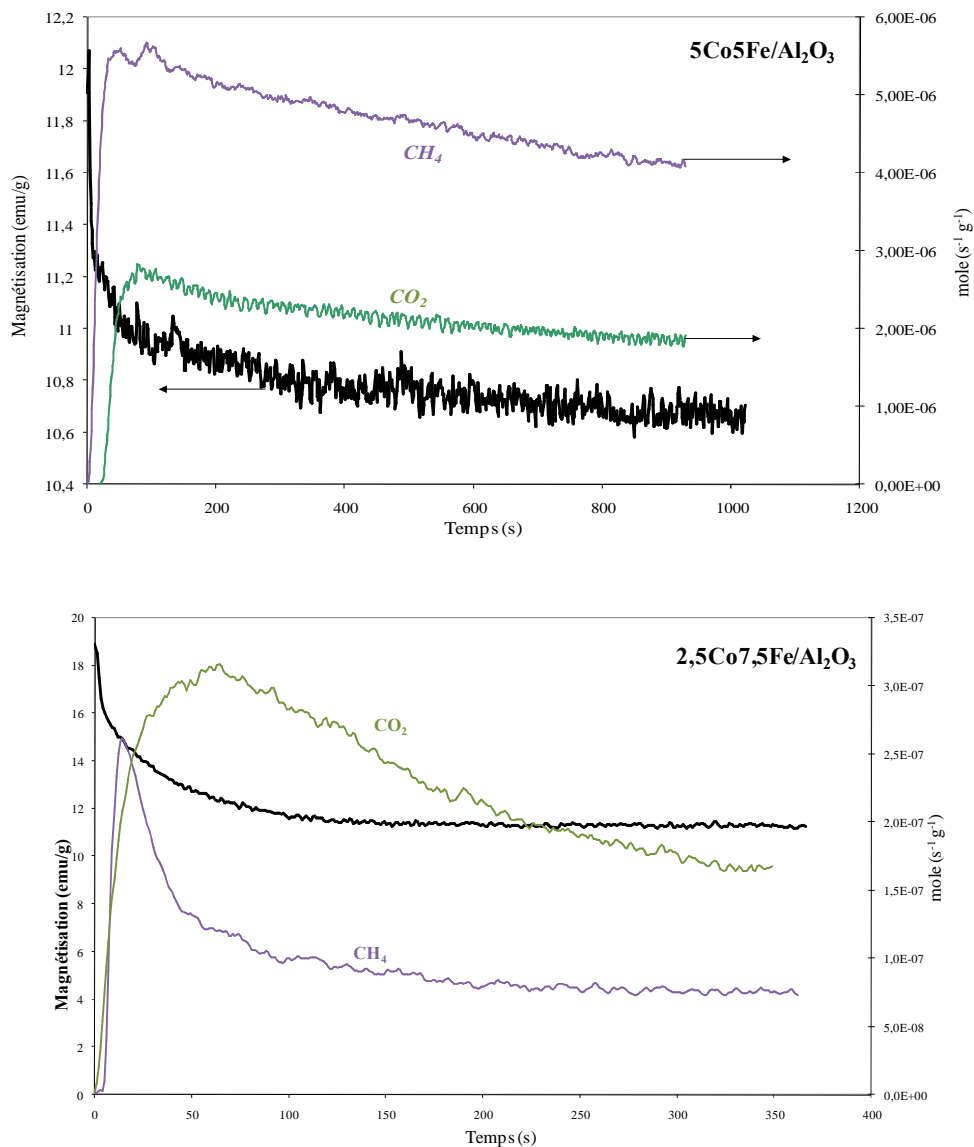 5Co5Fe/Al₂O₃
12,2
12
11,8
11,6
11,4
11,2
11
10,8
10,6
10,4
Magnétisation (emu/g)
CH₄
CO₂
6,00E-06
5,00E-06
4,00E-06
3,00E-06
2,00E-06
1,00E-06
0,00E+00
mole (s⁻¹ g⁻¹)
0 200 400 600 800 1000 1200
Temps (s)
2,5Co7,5Fe/Al₂O₃
20
18
16
14
12
10
8
6
4
2
0
Magnétisation (emu/g)
CO₂
CH₄
3,5E-07
3,0E-07
2,5E-07
2,0E-07
1,5E-07
1,0E-07
5,0E-08
0,0E+00
mole (s⁻¹ g⁻¹)
0 50 100 150 200 250 300 350 400
Temps (s)